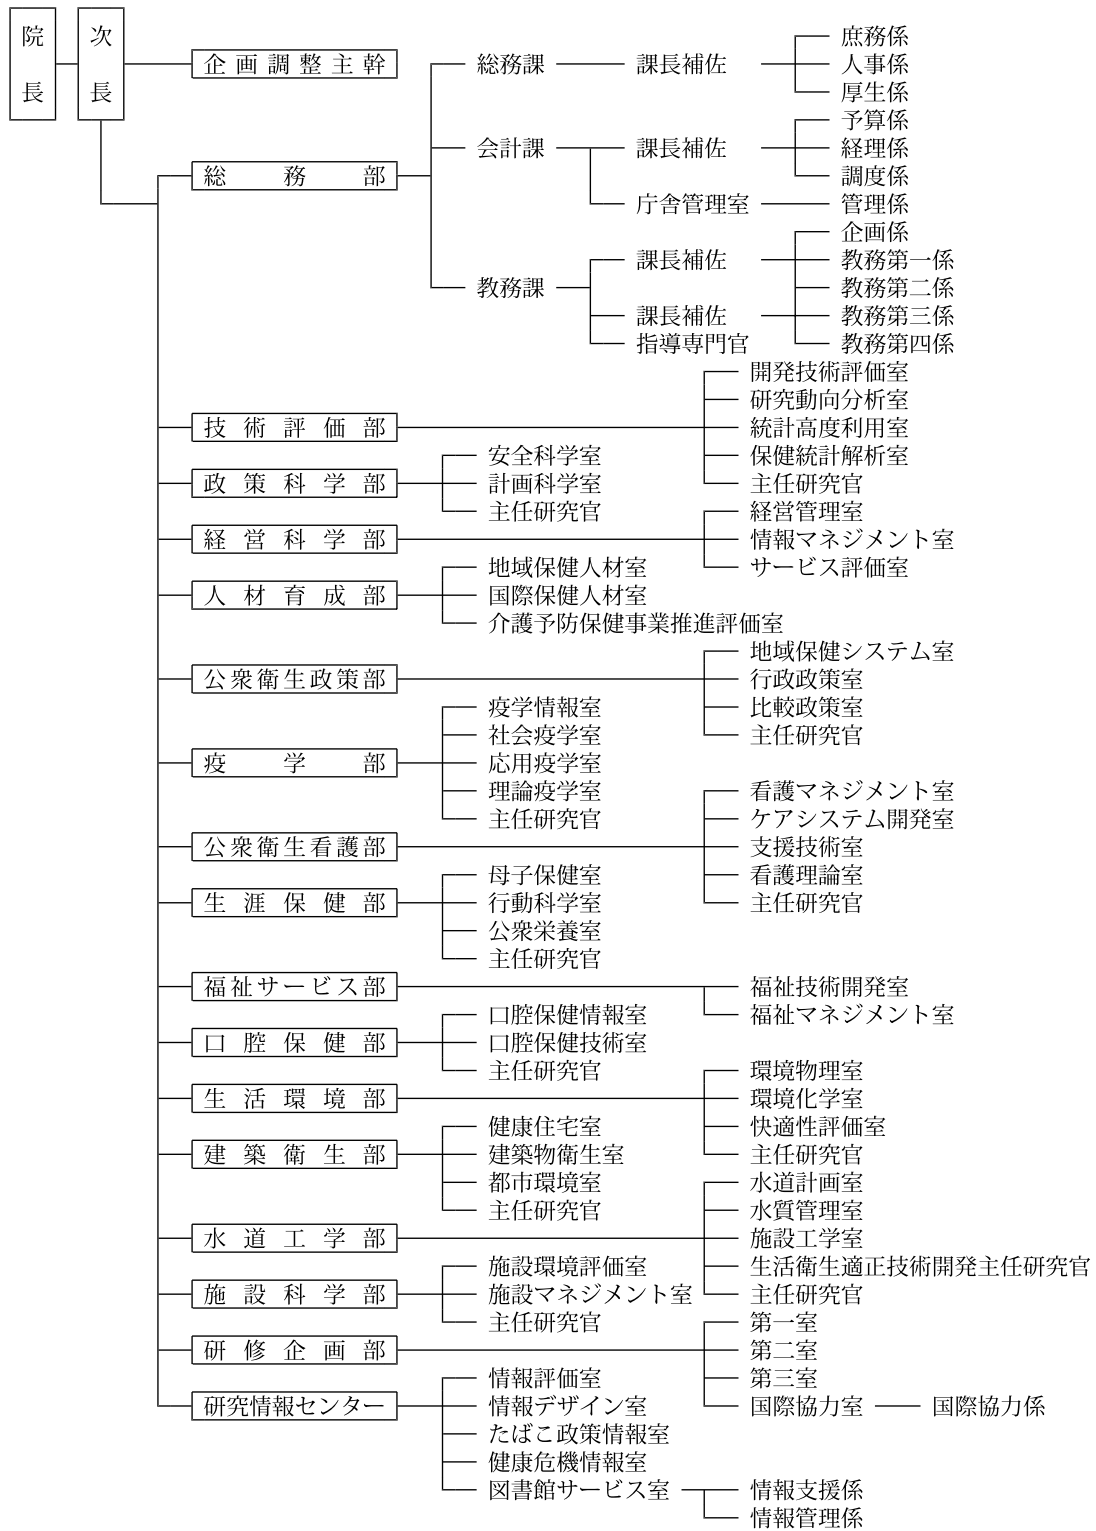 院長
次長
企画調整主幹
総務部
総務課
課長補佐
庶務係
人事係
厚生係
会計課
課長補佐
予算係
経理係
調度係
庁舎管理室
管理係
教務課
課長補佐
企画係
教務第一係
教務第二係
課長補佐
教務第三係
指導専門官
教務第四係
技術評価部
開発技術評価室
研究動向分析室
統計高度利用室
保健統計解析室
主任研究官
政策科学部
安全科学室
計画科学室
主任研究官
経営科学部
経営管理室
情報マネジメント室
サービス評価室
人材育成部
地域保健人材室
国際保健人材室
介護予防保健事業推進評価室
公衆衛生政策部
地域保健システム室
行政政策室
比較政策室
主任研究官
疫学部
疫学情報室
社会疫学室
応用疫学室
理論疫学室
主任研究官
公衆衛生看護部
看護マネジメント室
ケアシステム開発室
支援技術室
看護理論室
主任研究官
生涯保健部
母子保健室
行動科学室
公衆栄養室
主任研究官
福祉サービス部
福祉技術開発室
福祉マネジメント室
口腔保健部
口腔保健情報室
口腔保健技術室
主任研究官
生活環境部
環境物理室
環境化学室
快適性評価室
主任研究官
建築衛生部
健康住宅室
建築物衛生室
都市環境室
主任研究官
水道工学部
水道計画室
水質管理室
施設工学室
生活衛生適正技術開発主任研究官
主任研究官
施設科学部
施設環境評価室
施設マネジメント室
主任研究官
研修企画部
第一室
第二室
第三室
国際協力室
国際協力係
研究情報センター
情報評価室
情報デザイン室
たばこ政策情報室
健康危機情報室
図書館サービス室
情報支援係
情報管理係